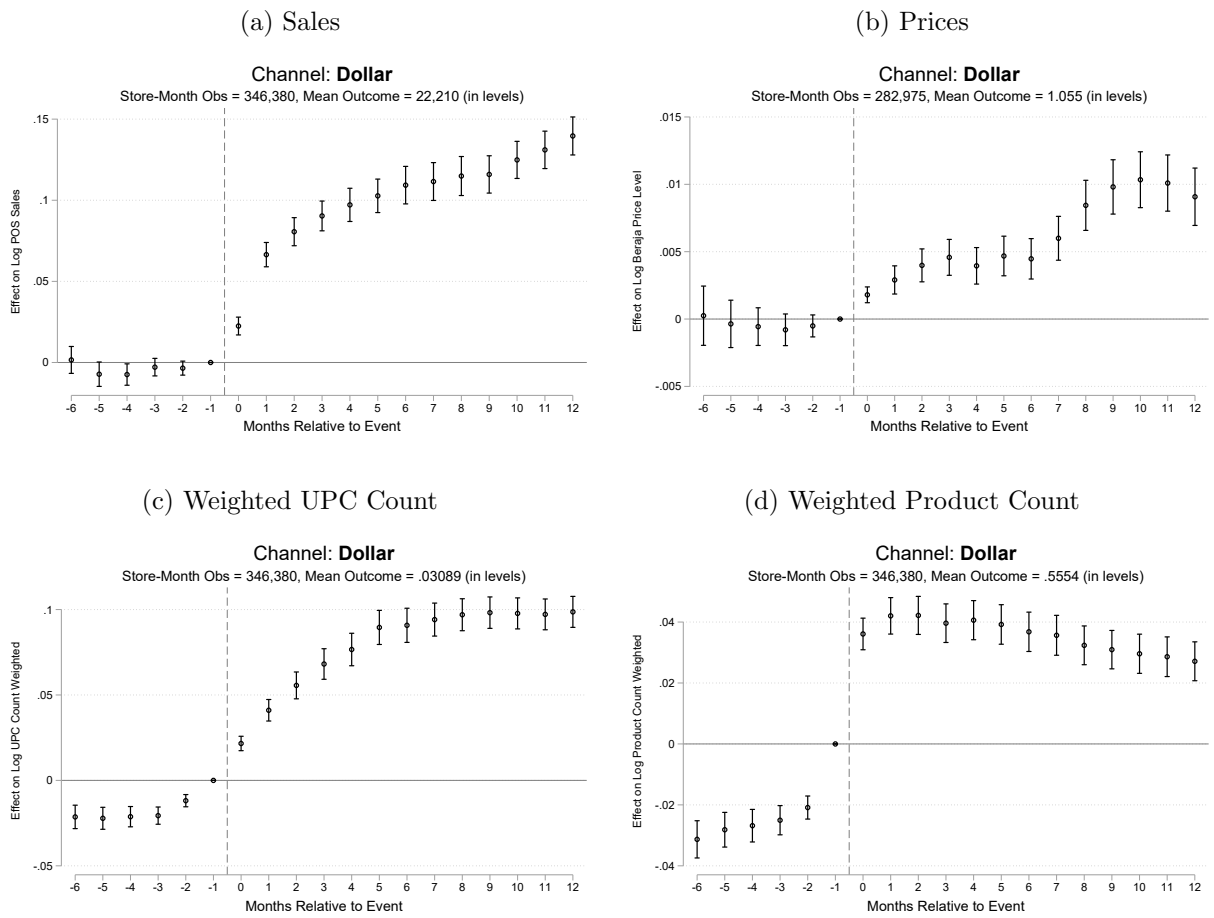 (a) Sales
Channel: Dollar
Store-Month Obs = 346,380, Mean Outcome = 22,210 (in levels)
Effect on Log POS Sales
.15
.1
.05
0
-6 -5 -4 -3 -2 -1 0 1 2 3 4 5 6 7 8 9 10 11 12
Months Relative to Event
(b) Prices
Channel: Dollar
Store-Month Obs = 282,975, Mean Outcome = 1.055 (in levels)
Effect on Log Beraja Price Level
.015
.01
.005
0
-.005
-6 -5 -4 -3 -2 -1 0 1 2 3 4 5 6 7 8 9 10 11 12
Months Relative to Event
(c) Weighted UPC Count
Channel: Dollar
Store-Month Obs = 346,380, Mean Outcome = .03089 (in levels)
Effect on Log UPC Count Weighted
.1
.05
0
-.05
-6 -5 -4 -3 -2 -1 0 1 2 3 4 5 6 7 8 9 10 11 12
Months Relative to Event
(d) Weighted Product Count
Channel: Dollar
Store-Month Obs = 346,380, Mean Outcome = .5554 (in levels)
Effect on Log Product Count Weighted
.04
.02
0
-.02
-.04
-6 -5 -4 -3 -2 -1 0 1 2 3 4 5 6 7 8 9 10 11 12
Months Relative to Event